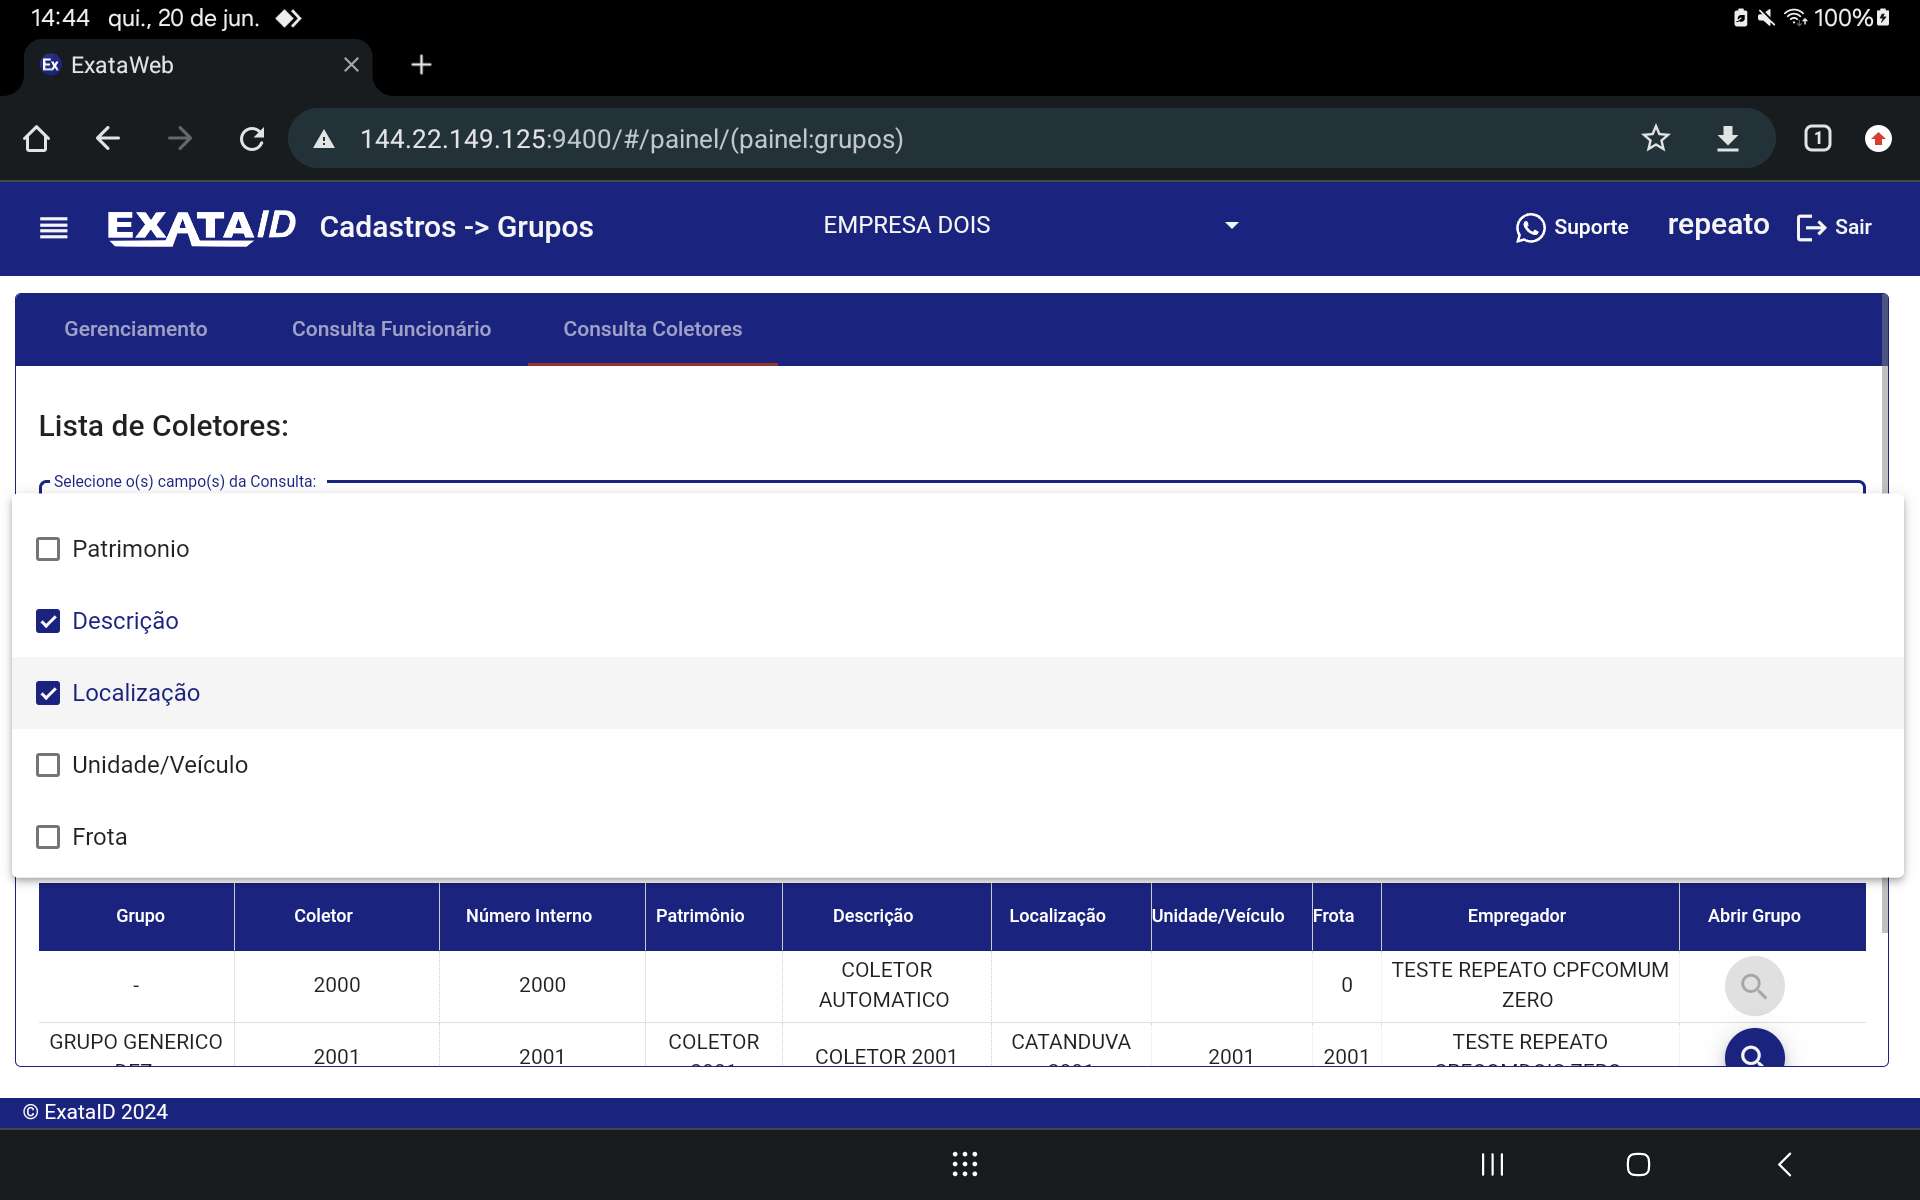 14:44 qui., 20 de jun. 100%
Ex ExataWeb
144.22.149.125:9400/#/painel/(painel:grupos) 1
EXATAID Cadastros -> Grupos EMPRESA DOIS Suporte repeato Sair
Gerenciamento Consulta Funcionário Consulta Coletores
Lista de Coletores:
Selecione o(s) campo(s) da Consulta:
Patrimonio
Descrição
Localização
Unidade/Veículo
Frota
Grupo Coletor Número Interno Patrimônio Descrição Localização Unidade/Veículo Frota Empregador Abrir Grupo
COLETOR TESTE REPEATO CPFCOMUM
- 2000 2000 0
AUTOMATICO ZERO
GRUPO GENERICO COLETOR CATANDUVA TESTE REPEATO
2001 2001 COLETOR 2001 2001 2001
© ExataID 2024